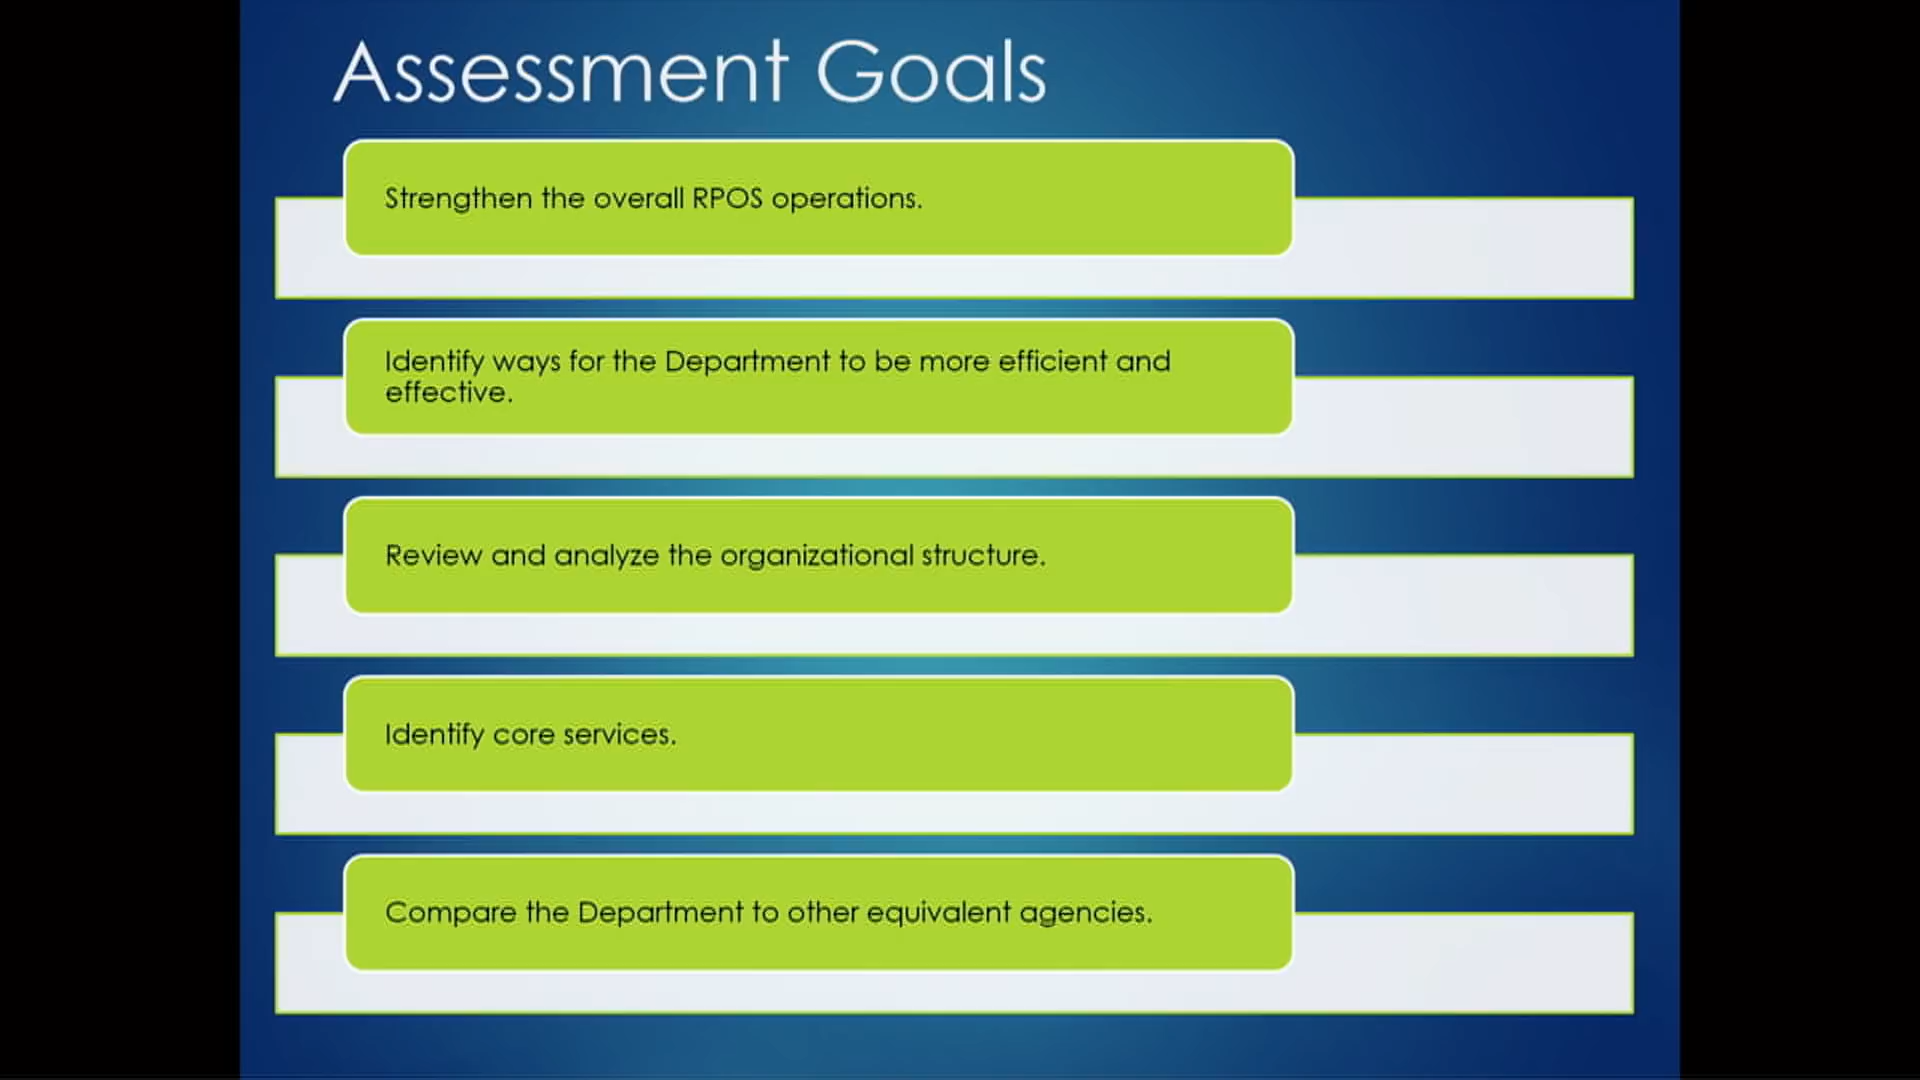 Assessment Goals
Strengthen the overall RPOS operations.
Identify ways for the Department to be more efficient and
effective.
Review and analyze the organizational structure.
Identify core services.
Compare the Department to other equivalent agencies.